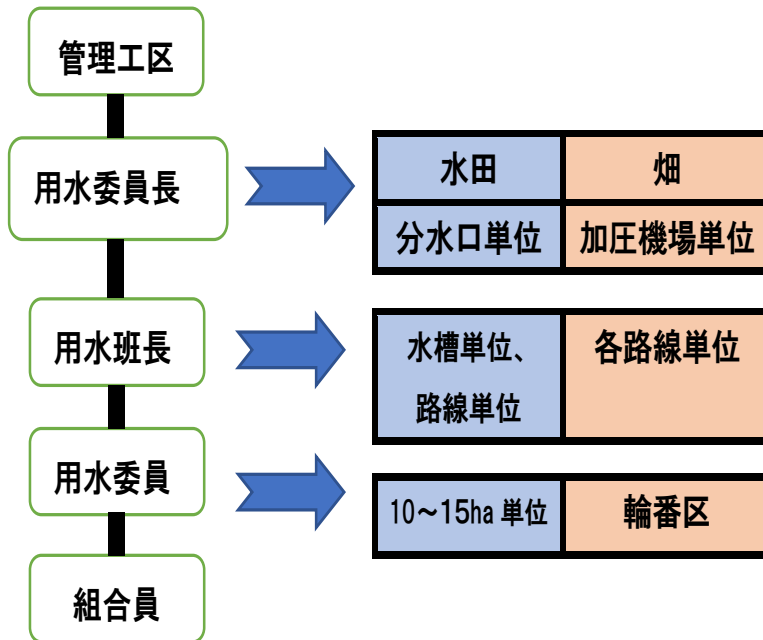 管理工区
用水委員長
水田
畑
分水口単位
加圧機場単位
用水班長
水槽単位、
路線単位
各路線単位
用水委員
10～15ha 単位
輪番区
組合員